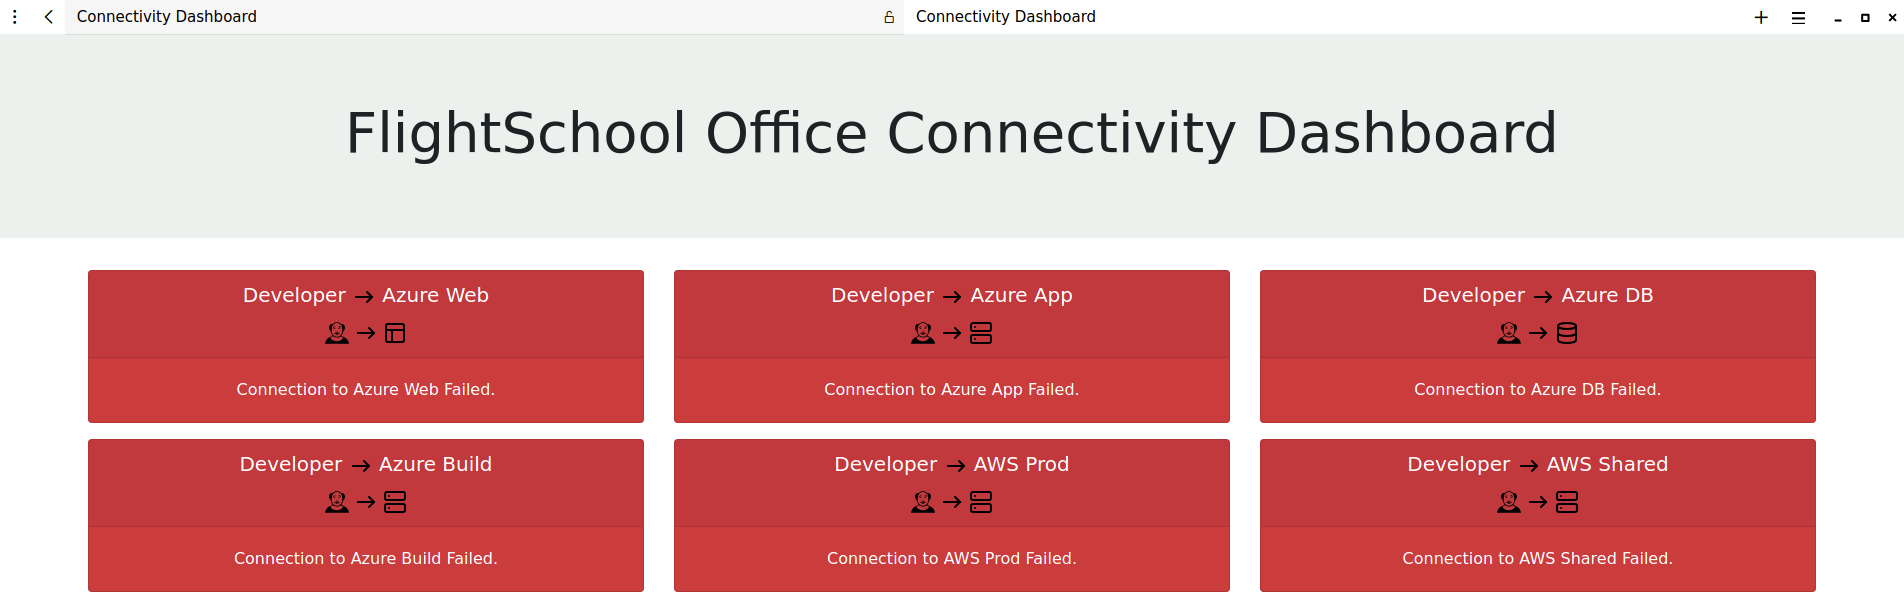 Connectivity Dashboard
Connectivity Dashboard
FlightSchool Office Connectivity Dashboard
Developer → Azure Web
Connection to Azure Web Failed.
Developer → Azure App
Connection to Azure App Failed.
Developer → Azure DB
Connection to Azure DB Failed.
Developer → Azure Build
Connection to Azure Build Failed.
Developer → AWS Prod
Connection to AWS Prod Failed.
Developer → AWS Shared
Connection to AWS Shared Failed.